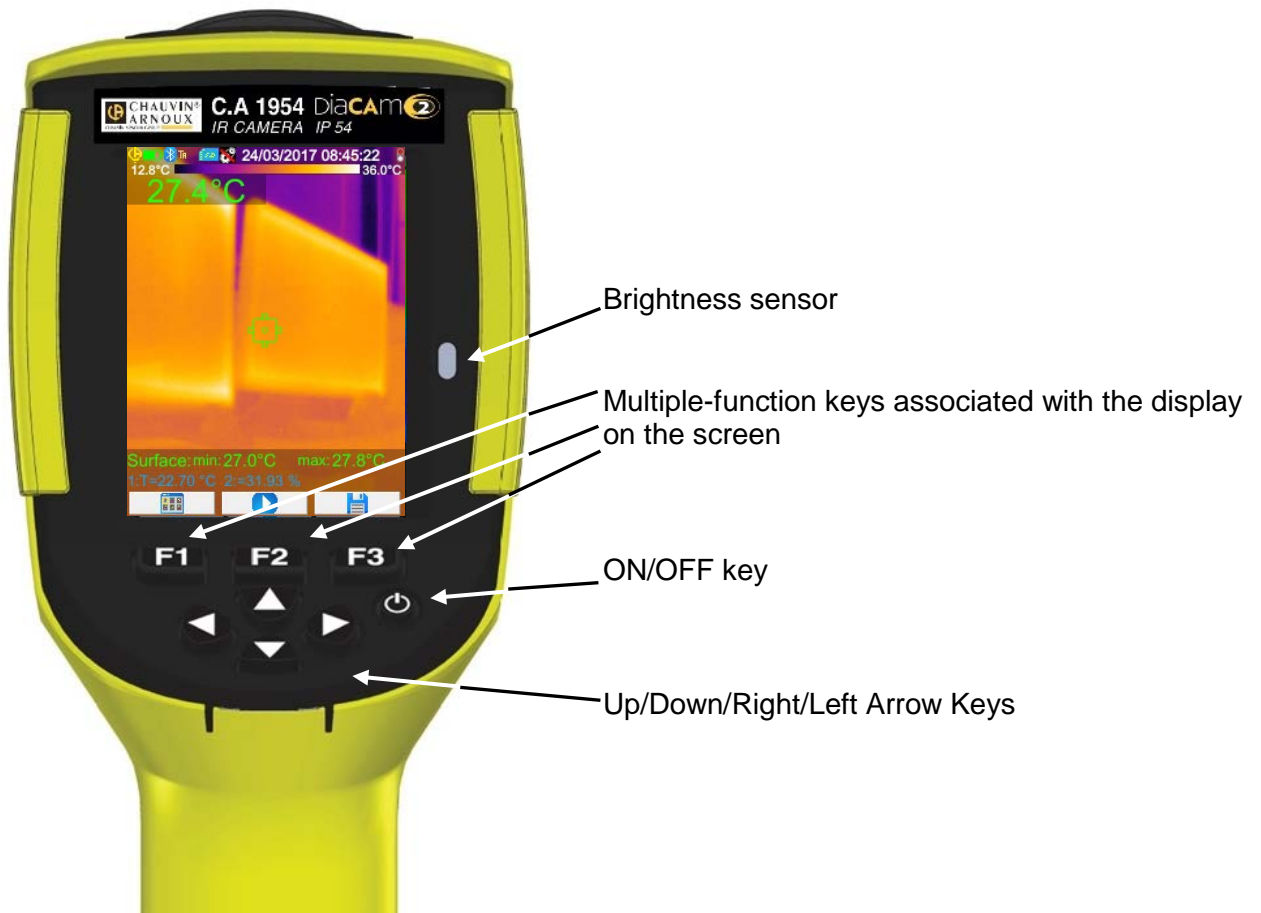 CHAUVIN®
ARNOUX
C.A 1954 DiaCAm 2
IR CAMERA IP 54
24/03/2017 08:45:22
12.8°C 36.0°C
27.4°C
Brightness sensor
Multiple-function keys associated with the display
on the screen
Surface: min: 27.0°C max: 27.8°C
1:T=22.70 °C 2:=31.93 %
F1 F2 F3
ON/OFF key
Up/Down/Right/Left Arrow Keys